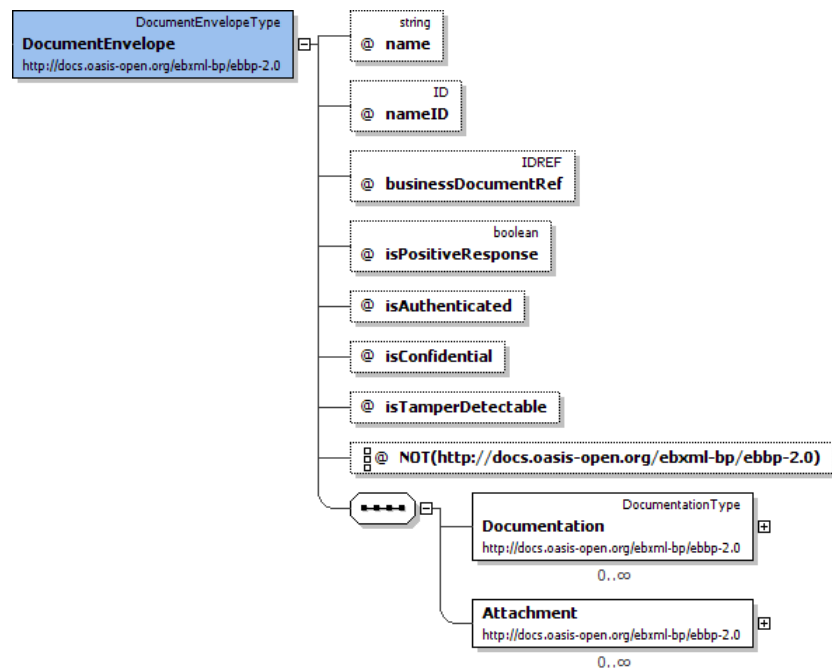 DocumentEnvelopeType
DocumentEnvelope
http://docs.oasis-open.org/ebxml-bp/ebbp-2.0
string
@ name
ID
@ nameID
IDREF
@ businessDocumentRef
boolean
@ isPositiveResponse
@ isAuthenticated
@ isConfidential
@ isTamperDetectable
@ NOT(http://docs.oasis-open.org/ebxml-bp/ebbp-2.0)
DocumentationType
Documentation
http://docs.oasis-open.org/ebxml-bp/ebbp-2.0
0..∞
Attachment
http://docs.oasis-open.org/ebxml-bp/ebbp-2.0
0..∞